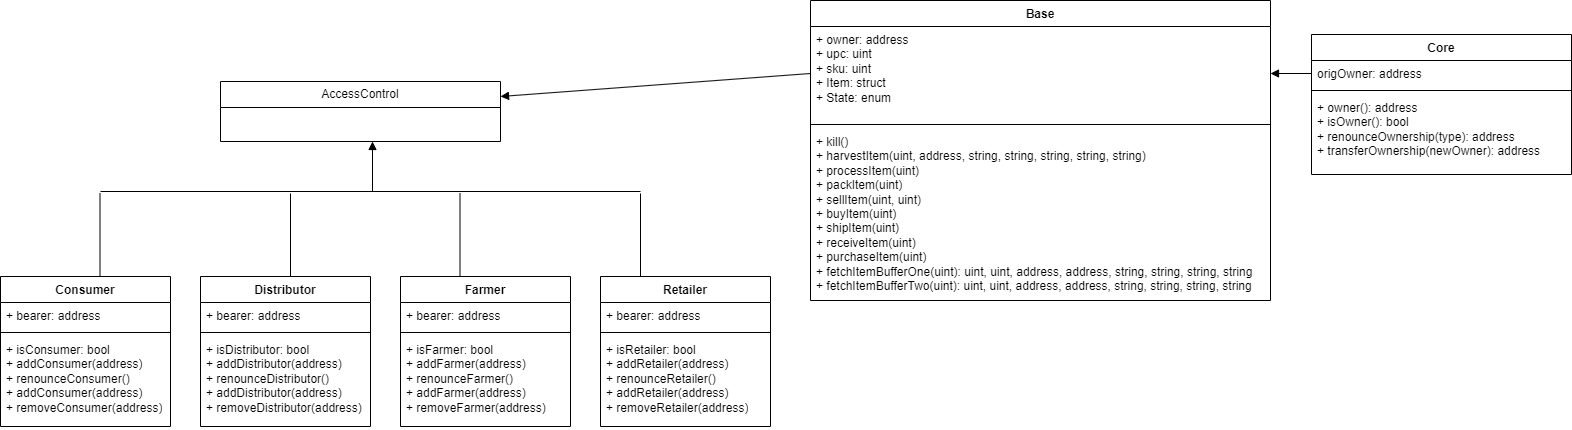 Base
+ owner: address
+ upc: uint
+ sku: uint
+ Item: struct
+ State: enum
+ kill()
+ harvestItem(uint, address, string, string, string, string, string)
+ processItem(uint)
+ packItem(uint)
+ sellItem(uint, uint)
+ buyItem(uint)
+ shipItem(uint)
+ receiveItem(uint)
+ purchaseItem(uint)
+ fetchItemBufferOne(uint): uint, uint, address, address, string, string, string, string
+ fetchItemBufferTwo(uint): uint, uint, address, address, string, string, string, string
Core
origOwner: address
+ owner(): address
+ isOwner(): bool
+ renounceOwnership(type): address
+ transferOwnership(newOwner): address
AccessControl
Consumer
+ bearer: address
+ isConsumer: bool
+ addConsumer(address)
+ renounceConsumer()
+ addConsumer(address)
+ removeConsumer(address)
Distributor
+ bearer: address
+ isDistributor: bool
+ addDistributor(address)
+ renounceDistributor()
+ addDistributor(address)
+ removeDistributor(address)
Farmer
+ bearer: address
+ isFarmer: bool
+ addFarmer(address)
+ renounceFarmer()
+ addFarmer(address)
+ removeFarmer(address)
Retailer
+ bearer: address
+ isRetailer: bool
+ addRetailer(address)
+ renounceRetailer()
+ addRetailer(address)
+ removeRetailer(address)